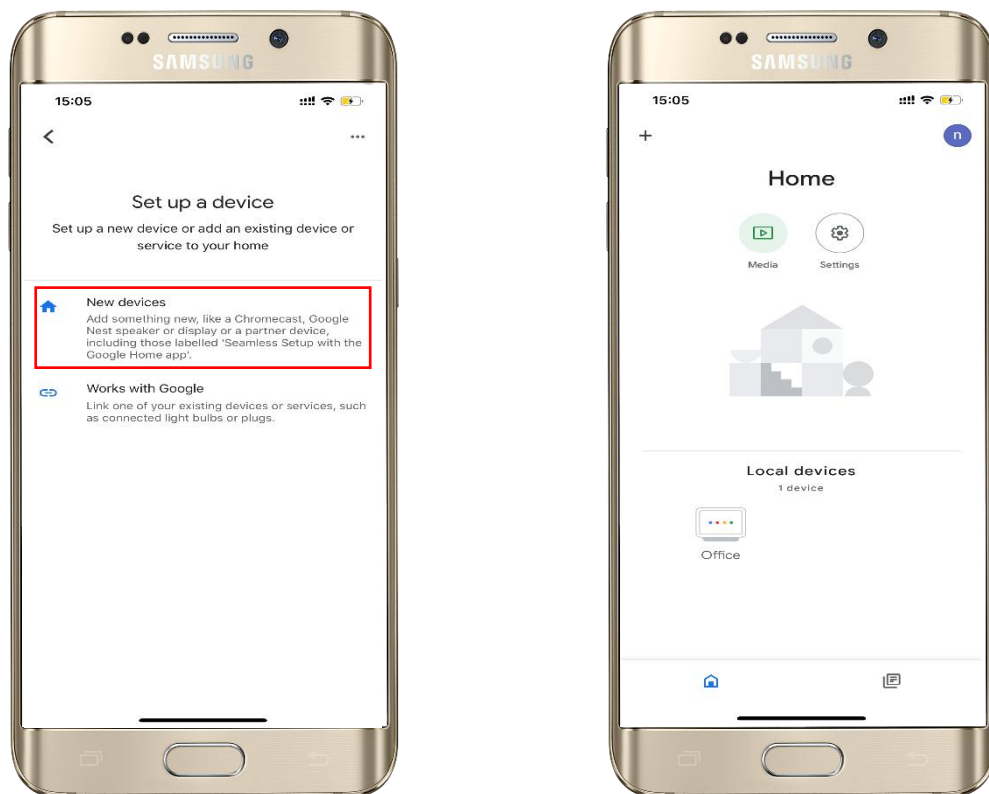 SAMSUNG
15:05
Set up a device
Set up a new device or add an existing device or
service to your home
New devices
Add something new, like a Chromecast, Google
Nest speaker or display or a partner device,
including those labelled 'Seamless Setup with the
Google Home app'.
Works with Google
Link one of your existing devices or services, such
as connected light bulbs or plugs.
SAMSUNG
15:05
n
Home
Media
Settings
Local devices
1 device
Office